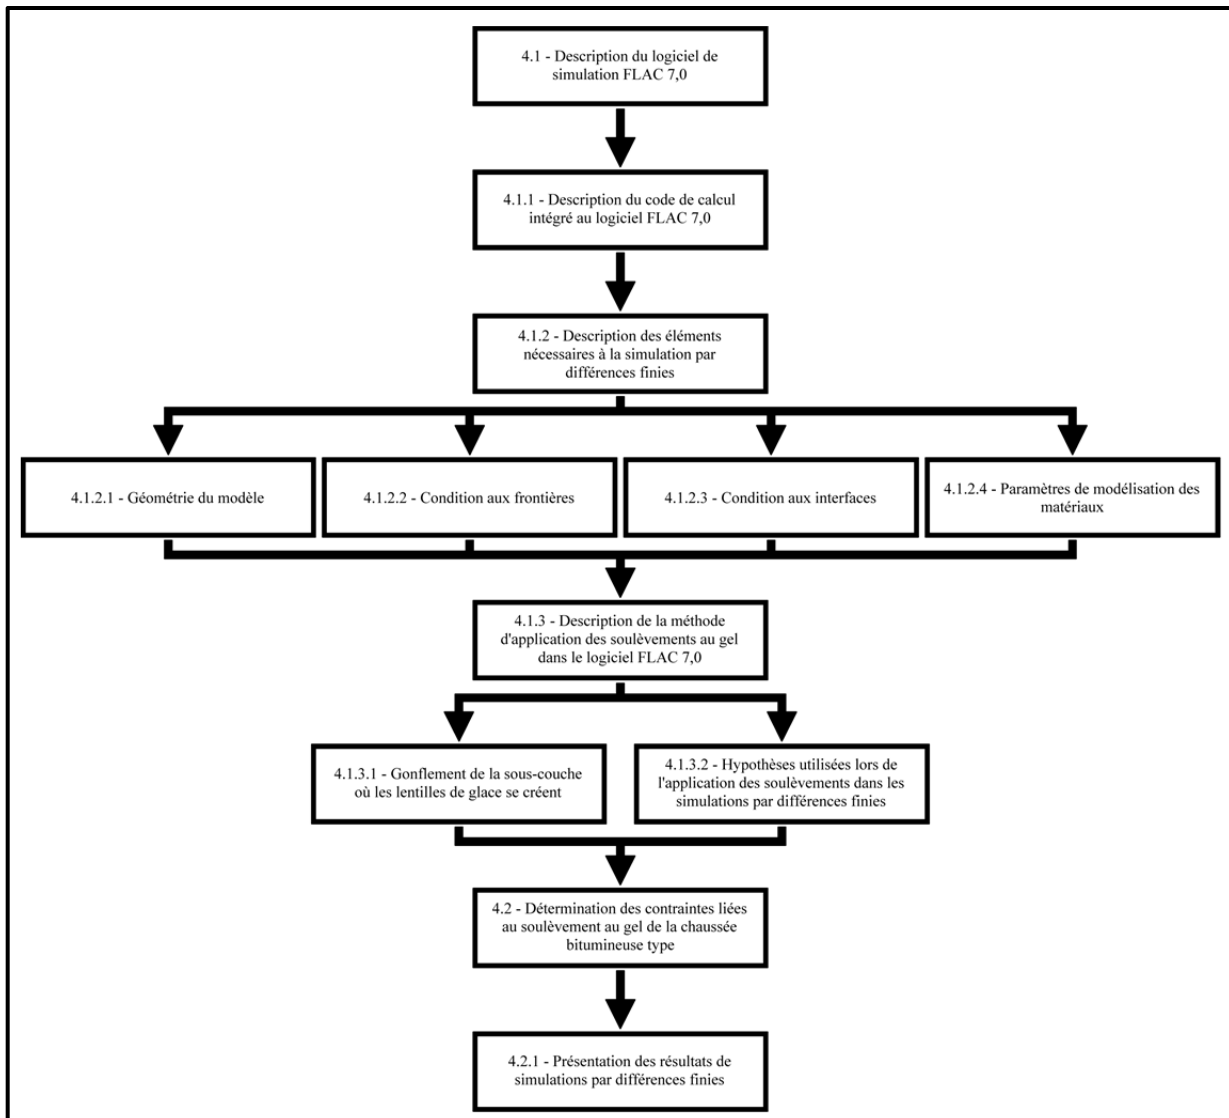 4.1 - Description du logiciel de
simulation FLAC 7,0
4.1.1 - Description du code de calcul
intégré au logiciel FLAC 7,0
4.1.2 - Description des éléments
nécessaires à la simulation par
différences finies
4.1.2.1 - Géométrie du modèle
4.1.2.2 - Condition aux frontières
4.1.2.3 - Condition aux interfaces
4.1.2.4 - Paramètres de modélisation des
matériaux
4.1.3 - Description de la méthode
d'application des soulèvements au gel
dans le logiciel FLAC 7,0
4.1.3.1 - Gonflement de la sous-couche
où les lentilles de glace se créent
4.1.3.2 - Hypothèses utilisées lors de
l'application des soulèvements dans les
simulations par différences finies
4.2 - Détermination des contraintes liées
au soulèvement au gel de la chaussée
bitumineuse type
4.2.1 - Présentation des résultats de
simulations par différences finies